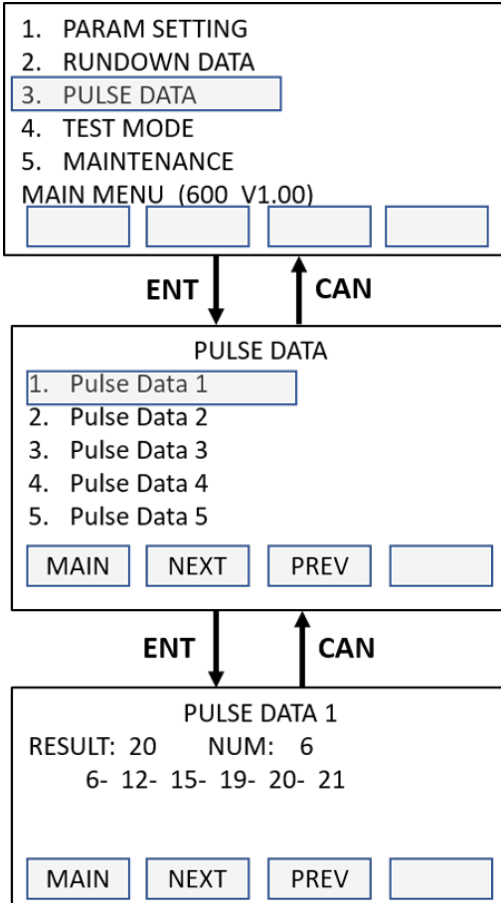 1. PARAM SETTING
2. RUNDOWN DATA
3. PULSE DATA
4. TEST MODE
5. MAINTENANCE
MAIN MENU (600 V1.00)
ENT CAN
PULSE DATA
1. Pulse Data 1
2. Pulse Data 2
3. Pulse Data 3
4. Pulse Data 4
5. Pulse Data 5
MAIN NEXT PREV
ENT CAN
PULSE DATA 1
RESULT: 20 NUM: 6
6- 12- 15- 19- 20- 21
MAIN NEXT PREV